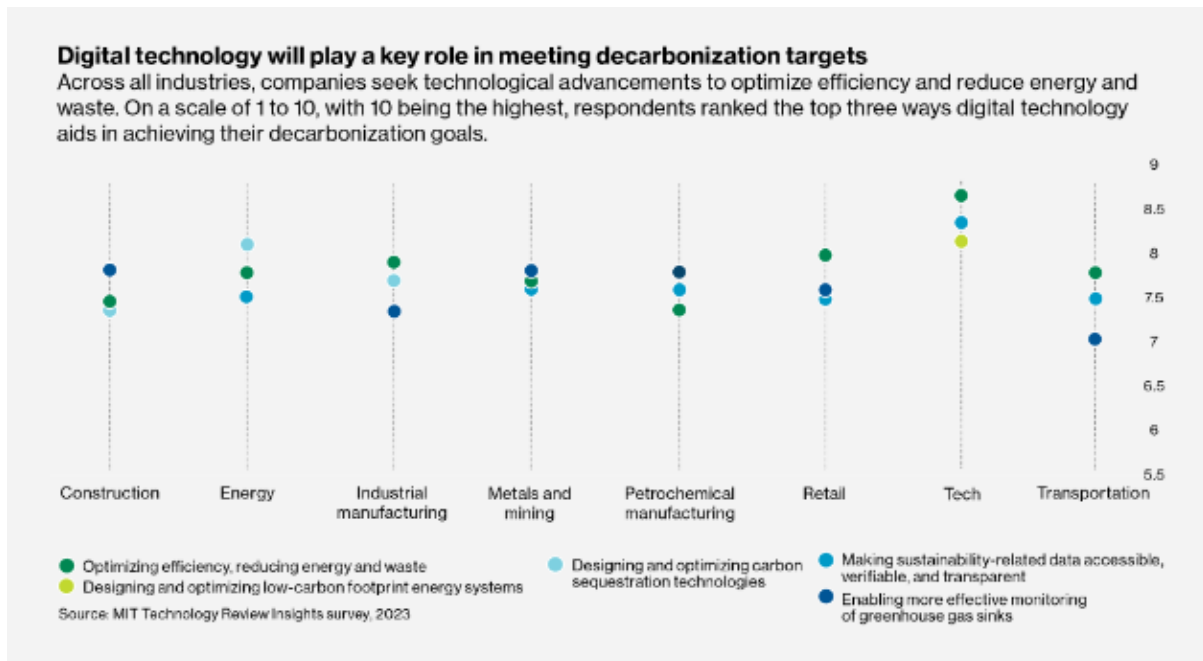 Digital technology will play a key role in meeting decarbonization targets
Across all industries, companies seek technological advancements to optimize efficiency and reduce energy and
waste. On a scale of 1 to 10, with 10 being the highest, respondents ranked the top three ways digital technology
aids in achieving their decarbonization goals.
9
8.5
8
7.5
7
6.5
6
5.5
Construction
Energy
Industrial
manufacturing
Metals and
mining
Petrochemical
manufacturing
Retail
Tech
Transportation
Optimizing efficiency, reducing energy and waste
Designing and optimizing low-carbon footprint energy systems
Designing and optimizing carbon
sequestration technologies
Making sustainability-related data accessible,
verifiable, and transparent
Enabling more effective monitoring
of greenhouse gas sinks
Source: MIT Technology Review Insights survey, 2023